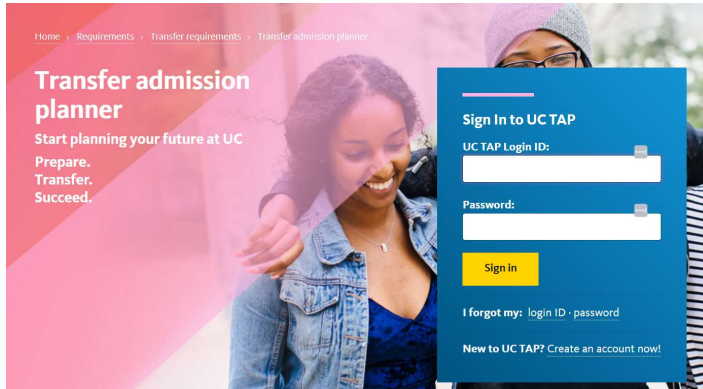 Home › Requirements › Transfer requirements › Transfer admission planner
Transfer admission
planner
Start planning your future at UC
Prepare.
Transfer.
Succeed.
Sign In to UC TAP
UC TAP Login ID:
Password:
Sign in
I forgot my: login ID · password
New to UC TAP? Create an account now!